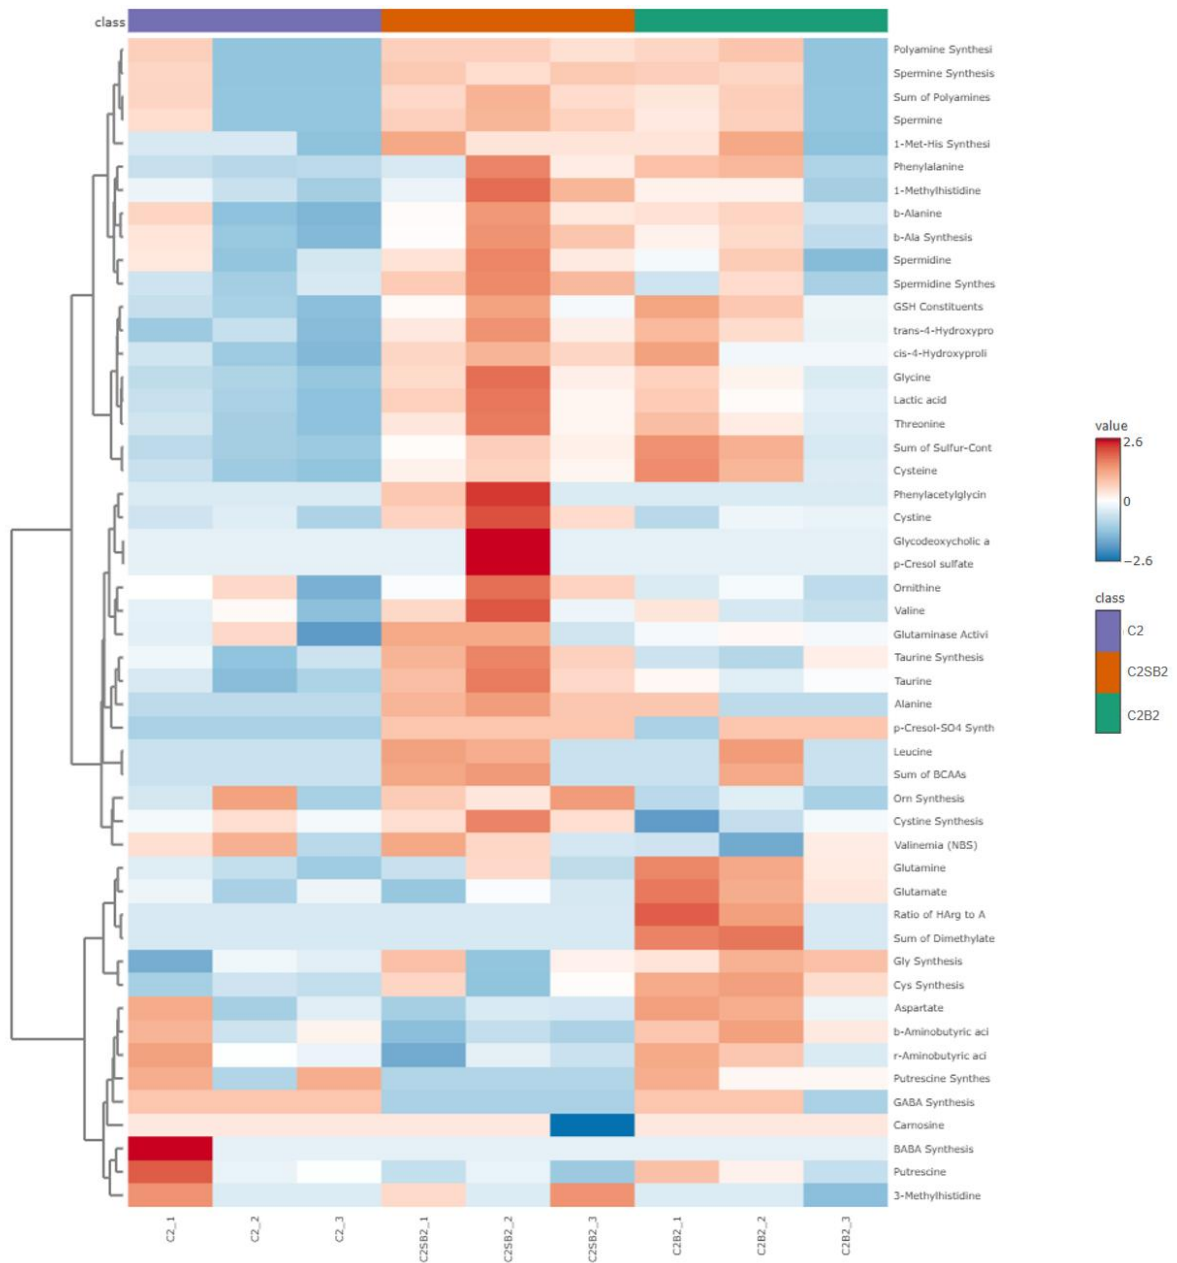 class
Polyamine Synthesi
Spermine Synthesis
Sum of Polyamines
Spermine
1-Met-His Synthesi
Phenylalanine
1-Methylhistidine
b-Alanine
b-Ala Synthesis
Spermidine
Spermidine Synthes
GSH Constituents
trans-4-Hydroxypro
cis-4-Hydroxyproli
Glycine
Lactic acid
Threonine
Sum of Sulfur-Cont
Cysteine
Phenylacetylglycin
Cystine
Glycodeoxycholic a
p-Cresol sulfate
Ornithine
Valine
Glutaminase Activi
Taurine Synthesis
Taurine
Alanine
p-Cresol-SO4 Synth
Leucine
Sum of BCAAs
Orn Synthesis
Cystine Synthesis
Valinemia (NBS)
Glutamine
Glutamate
Ratio of HArg to A
Sum of Dimethylate
Gly Synthesis
Cys Synthesis
Aspartate
b-Aminobutyric aci
r-Aminobutyric aci
Putrescine Synthes
GABA Synthesis
Carnosine
BABA Synthesis
Putrescine
3-Methylhistidine
C2_1
C2_2
C2_3
C2SB2_1
C2SB2_2
C2SB2_3
C2B2_1
C2B2_2
C2B2_3
value
2.6
0
−2.6
class
C2
C2SB2
C2B2